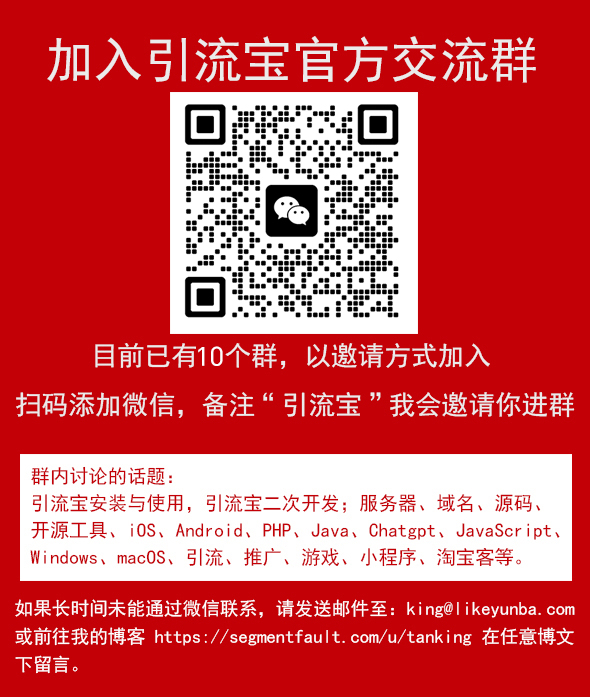 加入引流宝官方交流群
目前已有10个群，以邀请方式加入
扫码添加微信，备注“引流宝”我会邀请你进群
群内讨论的话题：
引流宝安装与使用，引流宝二次开发；服务器、域名、源码、
开源工具、iOS、Android、PHP、Java、Chatgpt、JavaScript、
Windows、macOS、引流、推广、游戏、小程序、淘宝客等。
如果长时间未能通过微信联系，请发送邮件至：king@likeyunba.com
或前往我的博客 https://segmentfault.com/u/tanking 在任意博文
下留言。